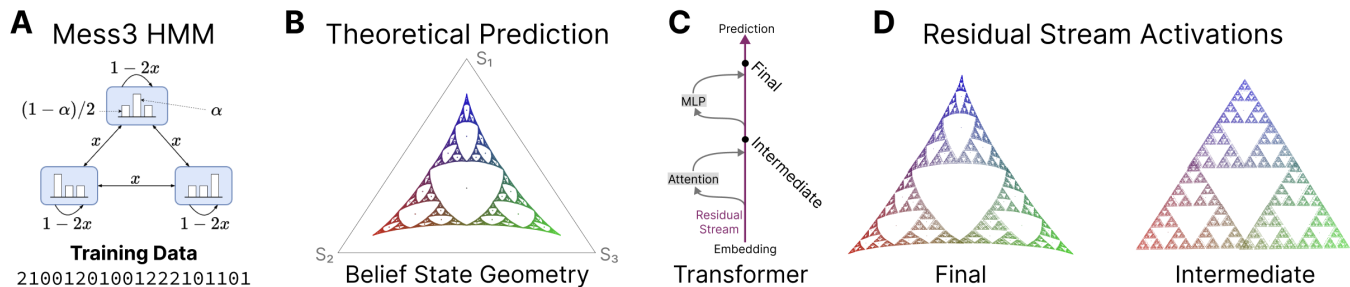 A Mess3 HMM
1 − 2x
(1 − α)/2
α
x
x
x
1 − 2x
1 − 2x
Training Data
21001201001222101101
B Theoretical Prediction
S₁
S₂
S₃
Belief State Geometry
C
Prediction
Final
MLP
Intermediate
Attention
Residual
Stream
Embedding
Transformer
D Residual Stream Activations
Final
Intermediate